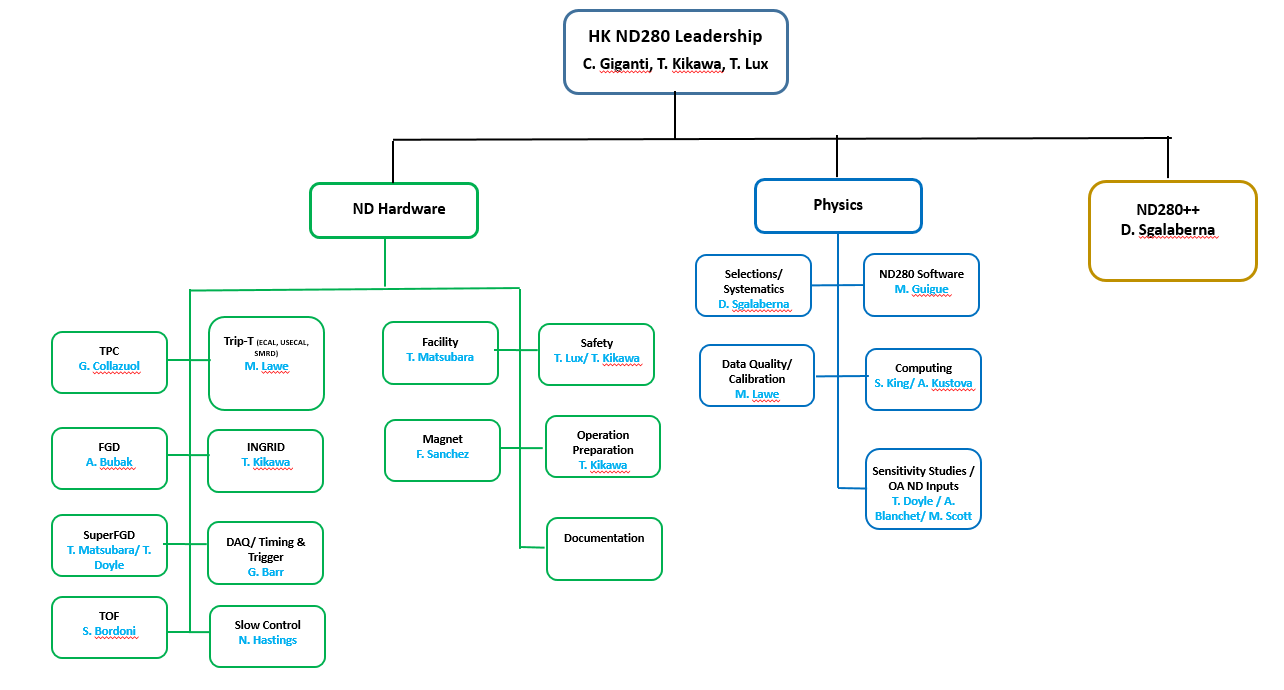 HK ND280 Leadership
C. Giganti, T. Kikawa, T. Lux
ND Hardware
Physics
ND280++
D. Sgalaberna
TPC
G. Collazuol
Trip-T (ECAL, USECAL,
SMRD)
M. Lawe
FGD
A. Bubak
INGRID
T. Kikawa
SuperFGD
T. Matsubara/ T.
Doyle
DAQ/ Timing &
Trigger
G. Barr
TOF
S. Bordoni
Slow Control
N. Hastings
Facility
T. Matsubara
Safety
T. Lux/ T. Kikawa
Magnet
F. Sanchez
Operation
Preparation
T. Kikawa
Documentation
Selections/
Systematics
D. Sgalaberna
ND280 Software
M. Guigue
Data Quality/
Calibration
M. Lawe
Computing
S. King/ A. Kustova
Sensitivity Studies /
OA ND Inputs
T. Doyle / A.
Blanchet/ M. Scott